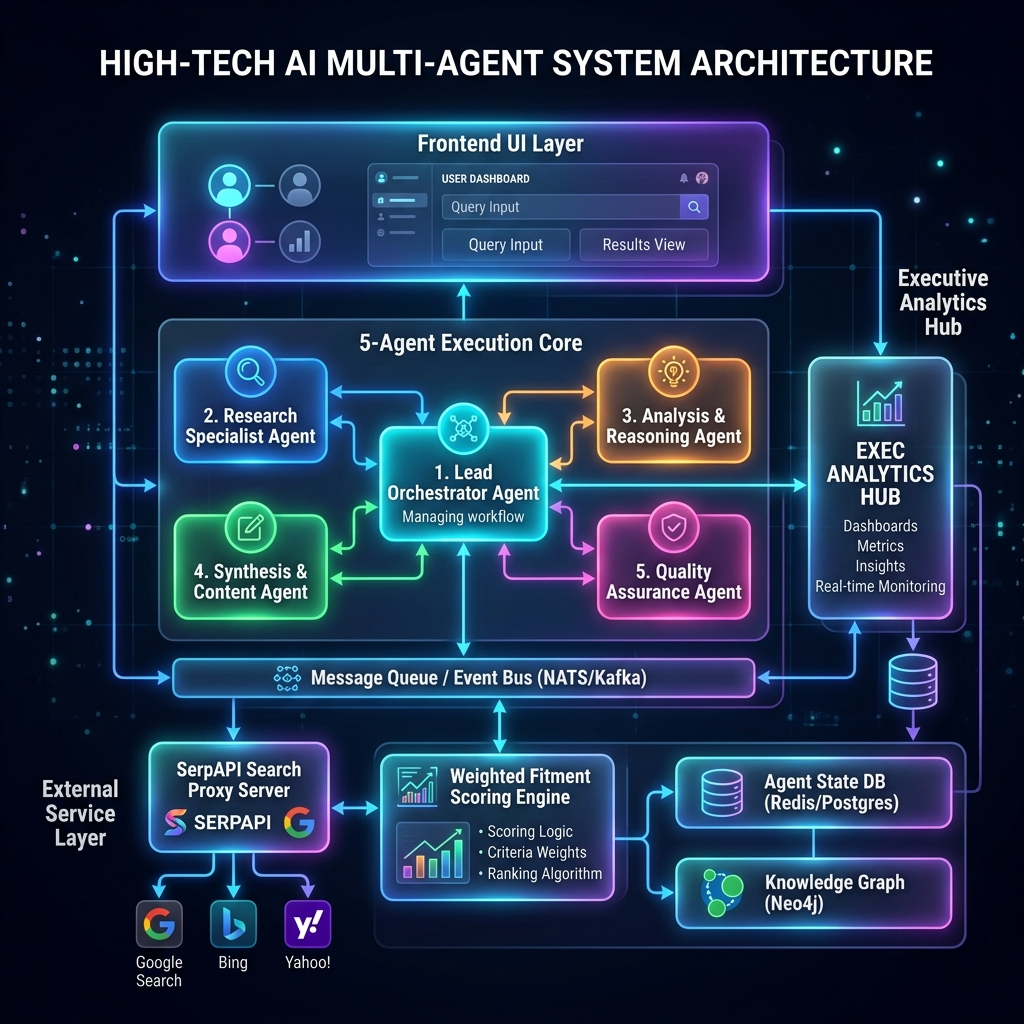 HIGH-TECH AI MULTI-AGENT SYSTEM ARCHITECTURE
Frontend UI Layer
USER DASHBOARD
Query Input
Query Input
Results View
Executive
Analytics
Hub
5-Agent Execution Core
2. Research
Specialist Agent
3. Analysis &
Reasoning Agent
1. Lead
Orchestrator Agent
Managing workflow
4. Synthesis &
Content Agent
5. Quality
Assurance Agent
EXEC
ANALYTICS
HUB
Dashboards
Metrics
Insights
Real-time Monitoring
Message Queue / Event Bus (NATS/Kafka)
External
Service
Layer
SerpAPI Search
Proxy Server
SERPAPI
Weighted Fitment
Scoring Engine
• Scoring Logic
• Criteria Weights
• Ranking Algorithm
Agent State DB
(Redis/Postgres)
Knowledge Graph
(Neo4j)
y!
Google
Search
Bing
Yahoo!